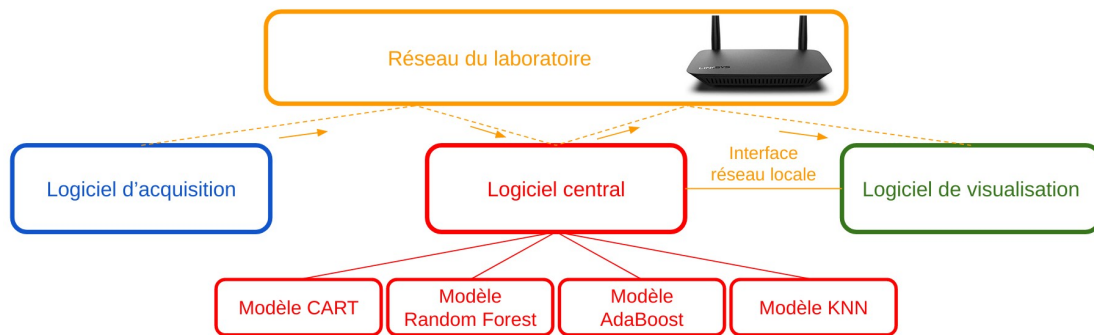 Réseau du laboratoire
Logiciel d'acquisition
Logiciel central
Interface
réseau locale
Logiciel de visualisation
Modèle CART
Modèle
Random Forest
Modèle
AdaBoost
Modèle KNN